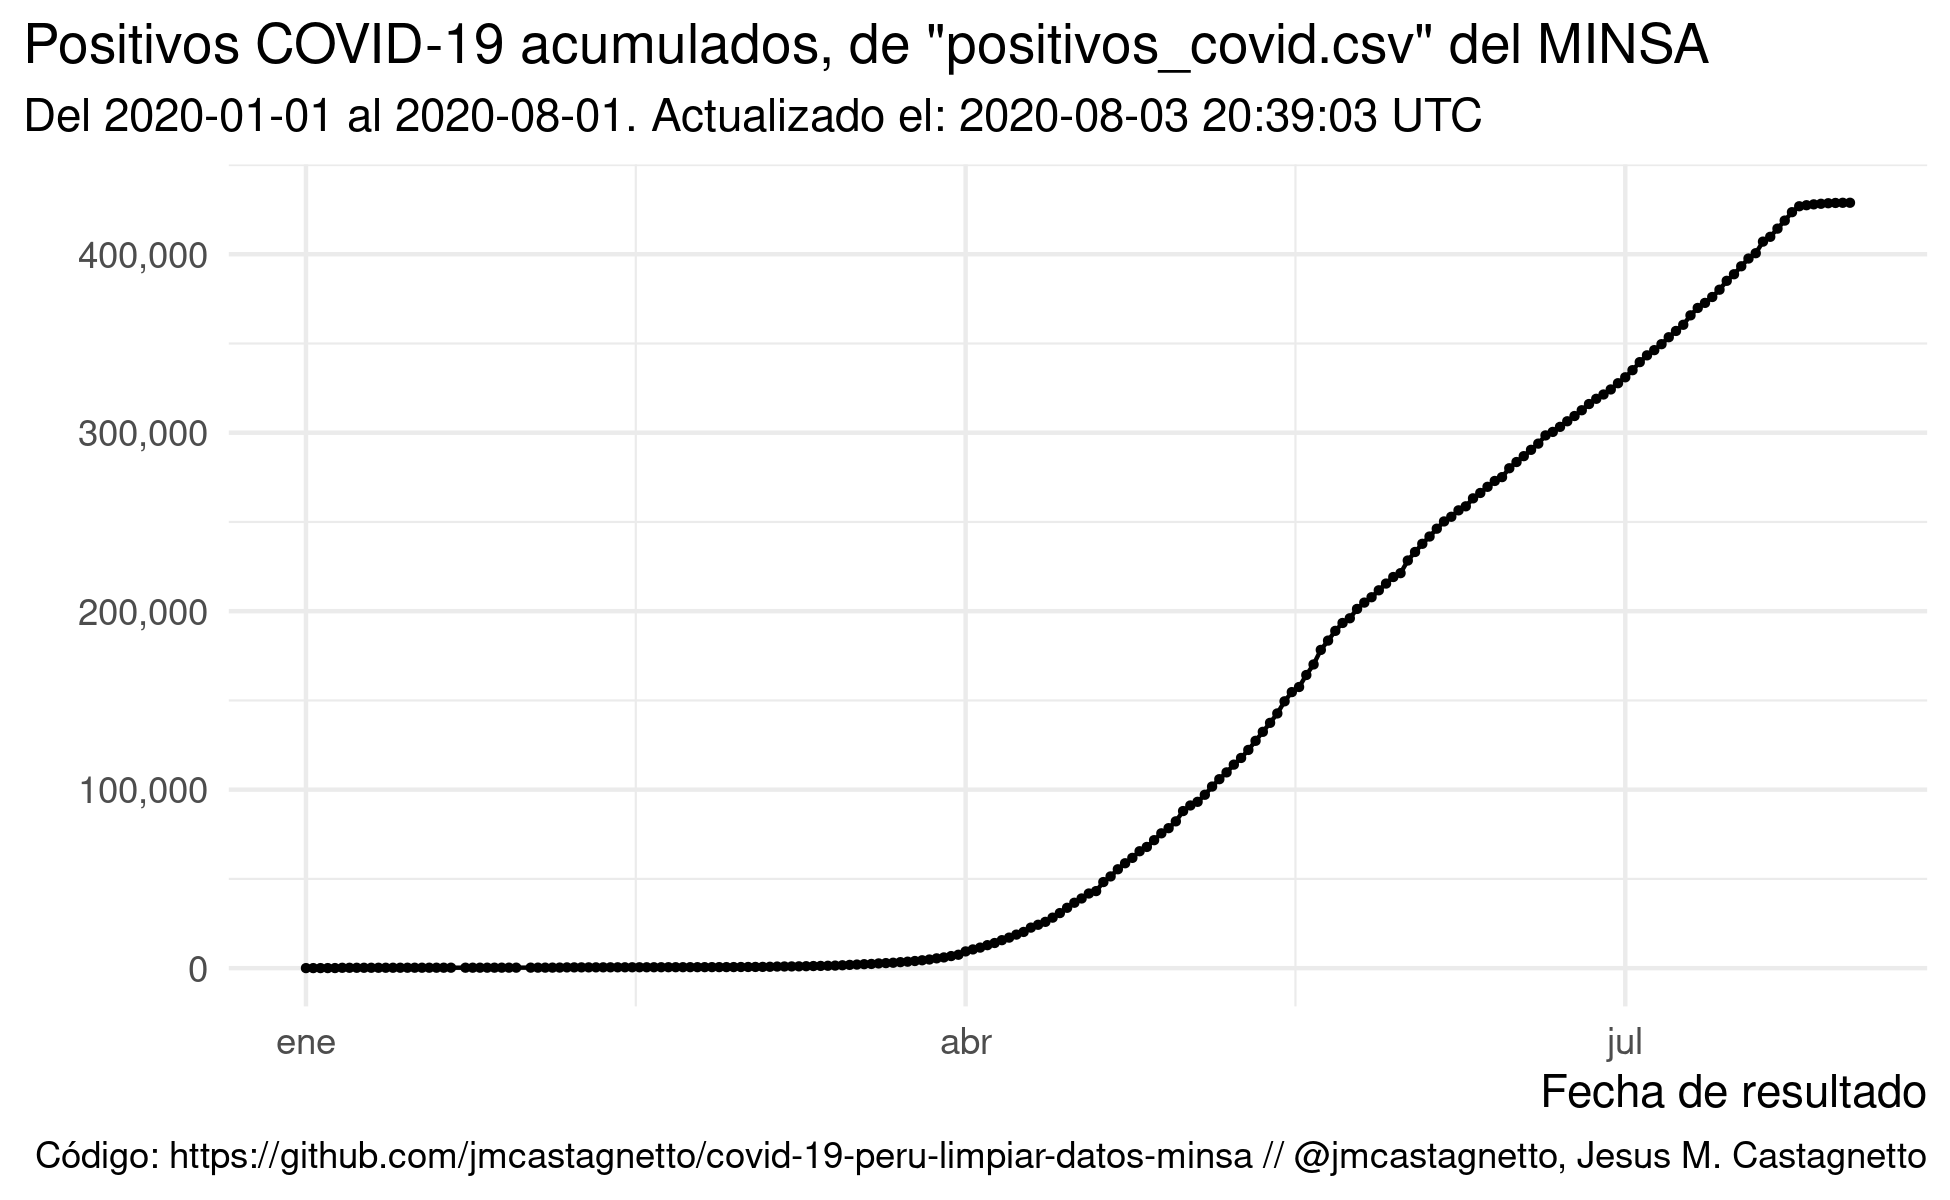 Positivos COVID-19 acumulados, de "positivos_covid.csv" del MINSA
Del 2020-01-01 al 2020-08-01. Actualizado el: 2020-08-03 20:39:03 UTC
400,000
300,000
200,000
100,000
0
ene abr jul
Fecha de resultado
Código: https://github.com/jmcastagnetto/covid-19-peru-limpiar-datos-minsa // @jmcastagnetto, Jesus M. Castagnetto